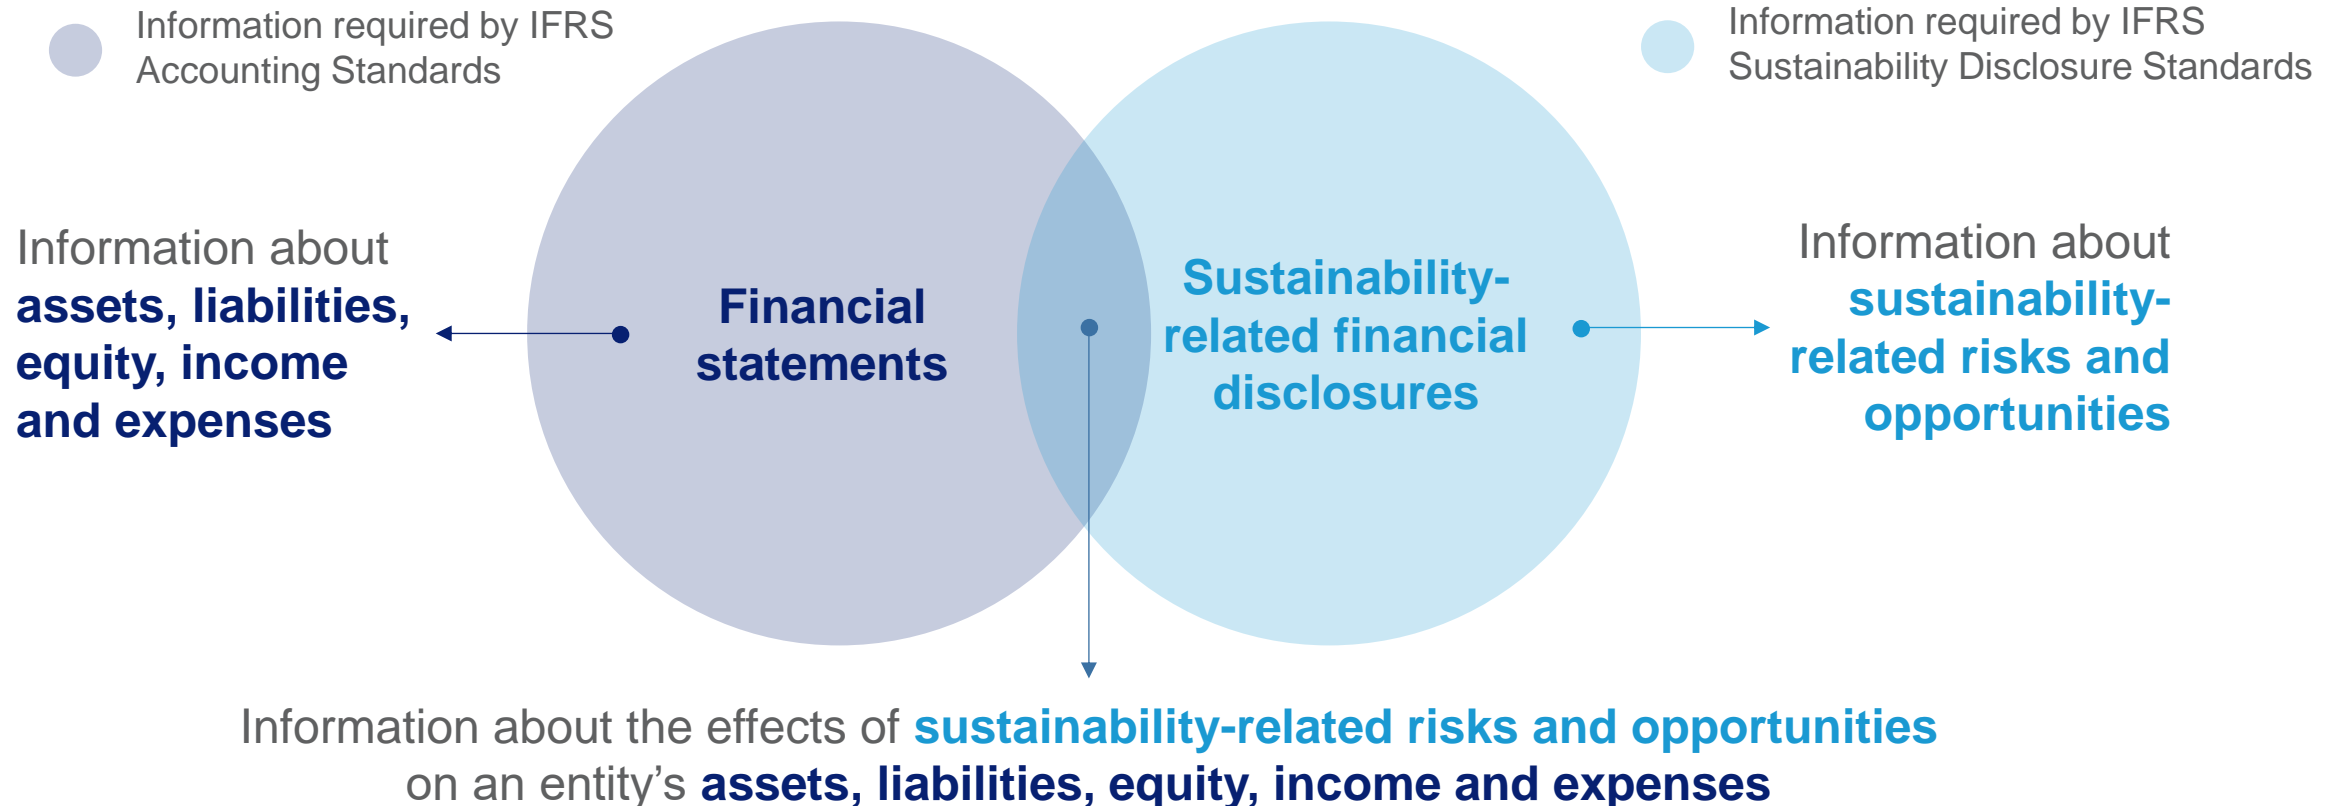 Information required by IFRS
Accounting Standards
Information required by IFRS
Sustainability Disclosure Standards
Information about
assets, liabilities,
equity, income
and expenses
Financial
statements
Sustainability-
related financial
disclosures
Information about
sustainability-
related risks and
opportunities
Information about the effects of sustainability-related risks and opportunities
on an entity’s assets, liabilities, equity, income and expenses